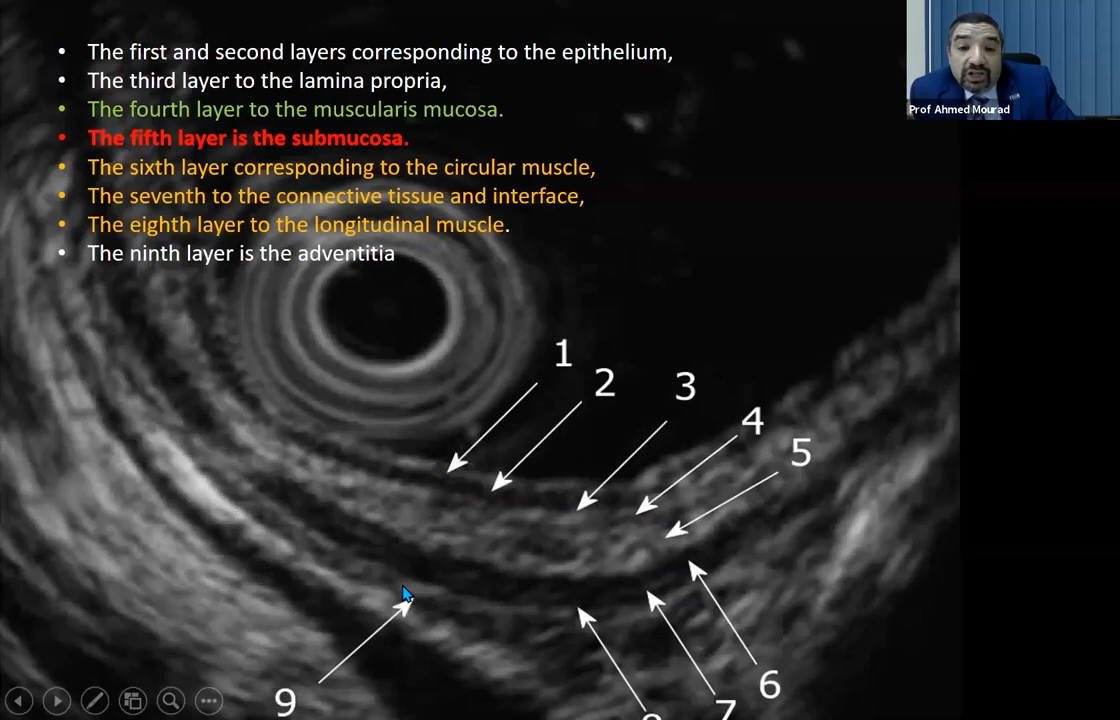 • The first and second layers corresponding to the epithelium,
• The third layer to the lamina propria,
• The fourth layer to the muscularis mucosa.
• The fifth layer is the submucosa.
• The sixth layer corresponding to the circular muscle,
• The seventh to the connective tissue and interface,
• The eighth layer to the longitudinal muscle.
• The ninth layer is the adventitia
Prof Ahmed Mourad
1
2
3
4
5
6
7
9